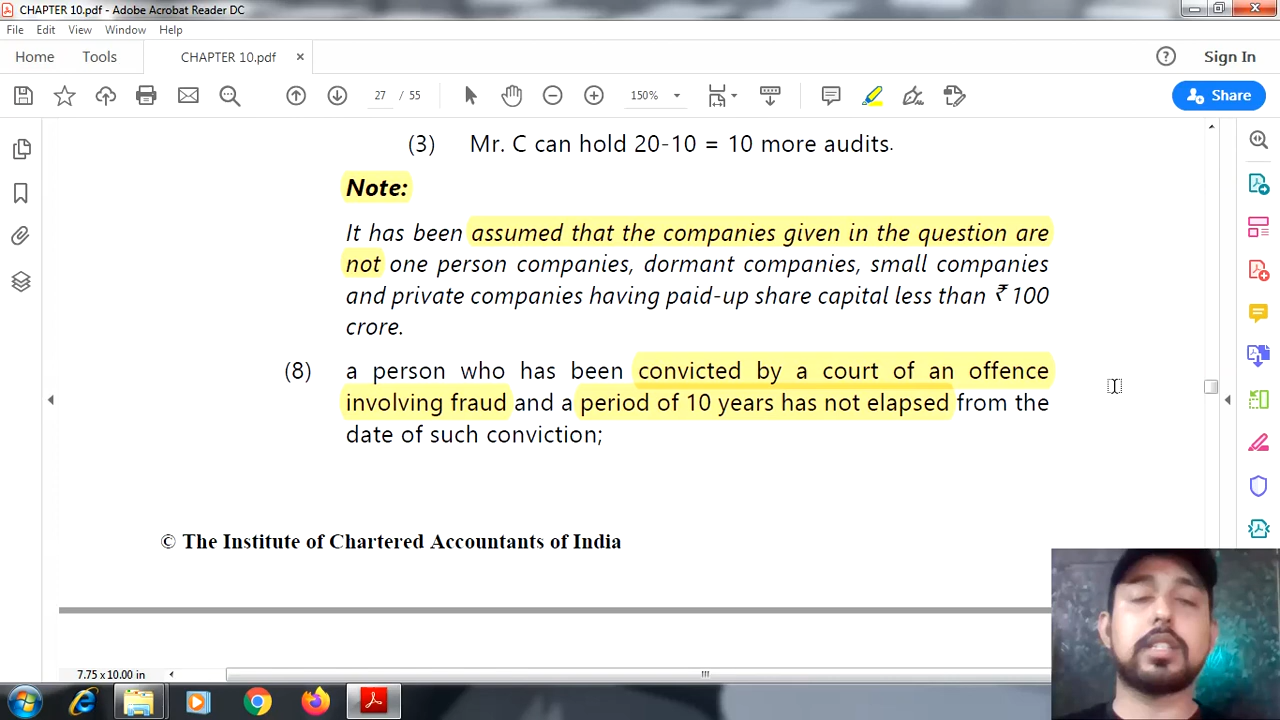 CHAPTER 10.pdf - Adobe Acrobat Reader DC
File Edit View Window Help
Home Tools CHAPTER 10.pdf × Sign In
27 / 55 150% Share
(3) Mr. C can hold 20-10 = 10 more audits.
Note:
It has been assumed that the companies given in the question are
not one person companies, dormant companies, small companies
and private companies having paid-up share capital less than ₹ 100
crore.
(8) a person who has been convicted by a court of an offence
involving fraud and a period of 10 years has not elapsed from the
date of such conviction;
© The Institute of Chartered Accountants of India
7.75 x 10.00 in